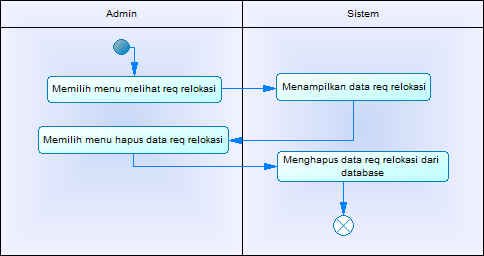 Admin
Sistem
Memilih menu melihat req relokasi
Menampilkan data req relokasi
Memilih menu hapus data req relokasi
Menghapus data req relokasi dari
database